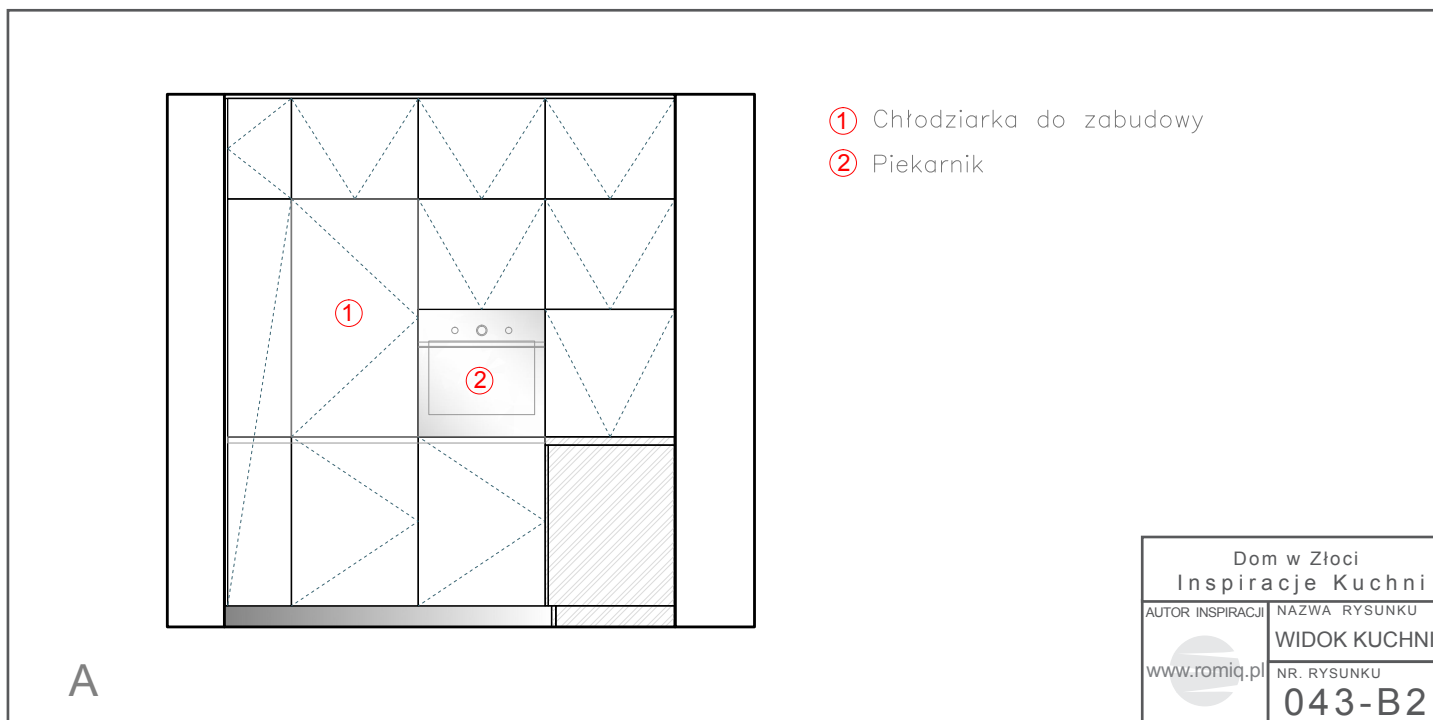 1 Chłodziarka do zabudowy
2 Piekarnik
1
2
A
Dom w Złoci
Inspiracje Kuchni
AUTOR INSPIRACJI
www.romiq.pl
NAZWA RYSUNKU
WIDOK KUCHNI
NR. RYSUNKU
043-B2